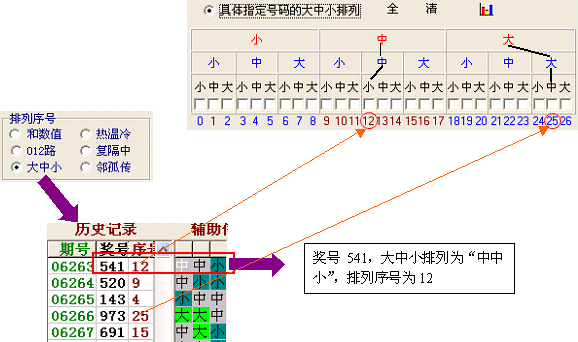 具体指定号码的大中小排列 全 清
小 中 大
小 中 大 小 中 大 小 中 大
小中大 小中大 小中大 小中大 小中大 小中大 小中大 小中大 小中大
0 1 2 3 4 5 6 7 8 9 10 11 12 13 14 15 16 17 18 19 20 21 22 23 24 25 26
排列序号
和数值 热温冷
012路 复隔中
大中小 邻孤传
历史记录 辅助
期号 奖号 序号
06263 541 12 中 中 小
06264 520 9 中 小 小
06265 143 4 小 中 中
06266 973 25 大 大 中
06267 691 15 中 大 小
奖号 541，大中小排列为“中中
小”，排列序号为12